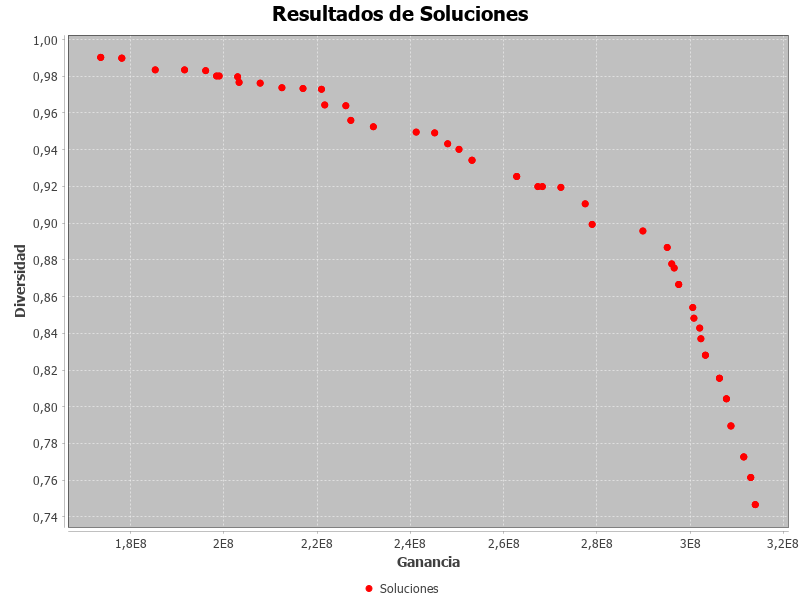 Resultados de Soluciones
Diversidad
1,00
0,98
0,96
0,94
0,92
0,90
0,88
0,86
0,84
0,82
0,80
0,78
0,76
0,74
1,8E8 2E8 2,2E8 2,4E8 2,6E8 2,8E8 3E8 3,2E8
Ganancia
Soluciones